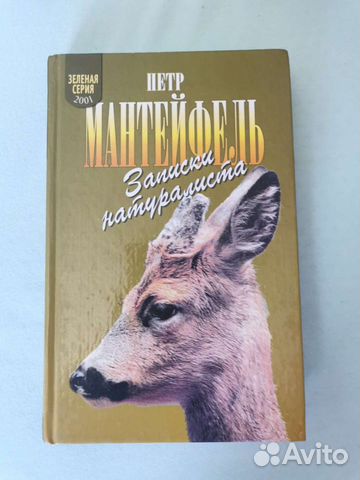 ЗЕЛЕНАЯ
СЕРИЯ
2001
ПЕТР
МАНТЕЙФЕЛЬ
Записки
натуралиста
Avito